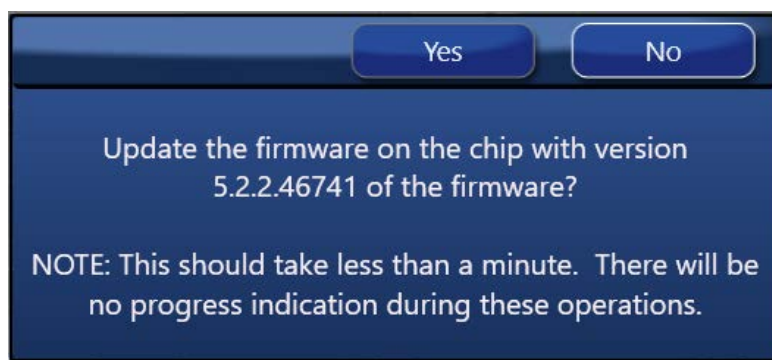 Yes No
Update the firmware on the chip with version
5.2.2.46741 of the firmware?
NOTE: This should take less than a minute.  There will be
no progress indication during these operations.